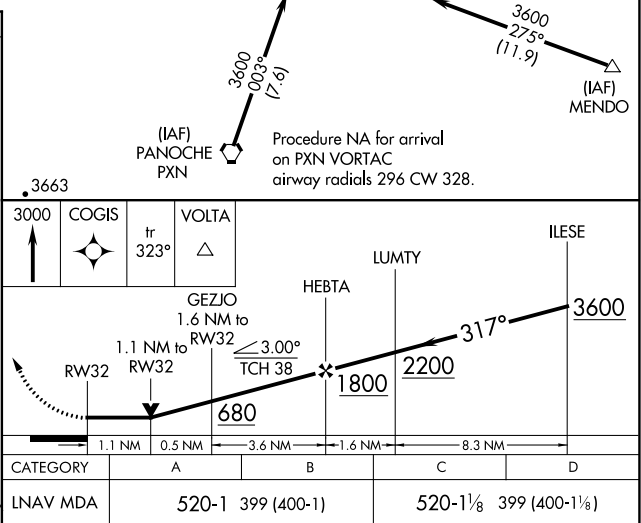 3600
275°
(11.9)
(IAF)
MENDO
3600
003°
(7.6)
(IAF)
PANOCHE
PXN
Procedure NA for arrival
on PXN VORTAC
airway radials 296 CW 328.
3663
3000
COGIS
tr
323°
VOLTA
ILESE
LUMTY
HEBTA
GEZJO
1.6 NM to
RW32
1.1 NM to
RW32
RW32
3.00°
TCH 38
317°
3600
2200
1800
680
1.1 NM
0.5 NM
3.6 NM
1.6 NM
8.3 NM
CATEGORY A B C D
LNAV MDA 520-1 399 (400-1) 520-1⅛ 399 (400-1⅛)